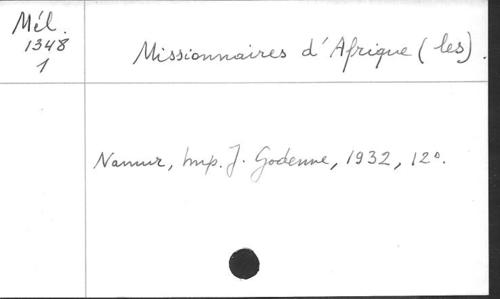 Mél.
1348
1
Missionnaires d'Afrique (les).
Namur, Imp. J. Godenne, 1932, 12°.